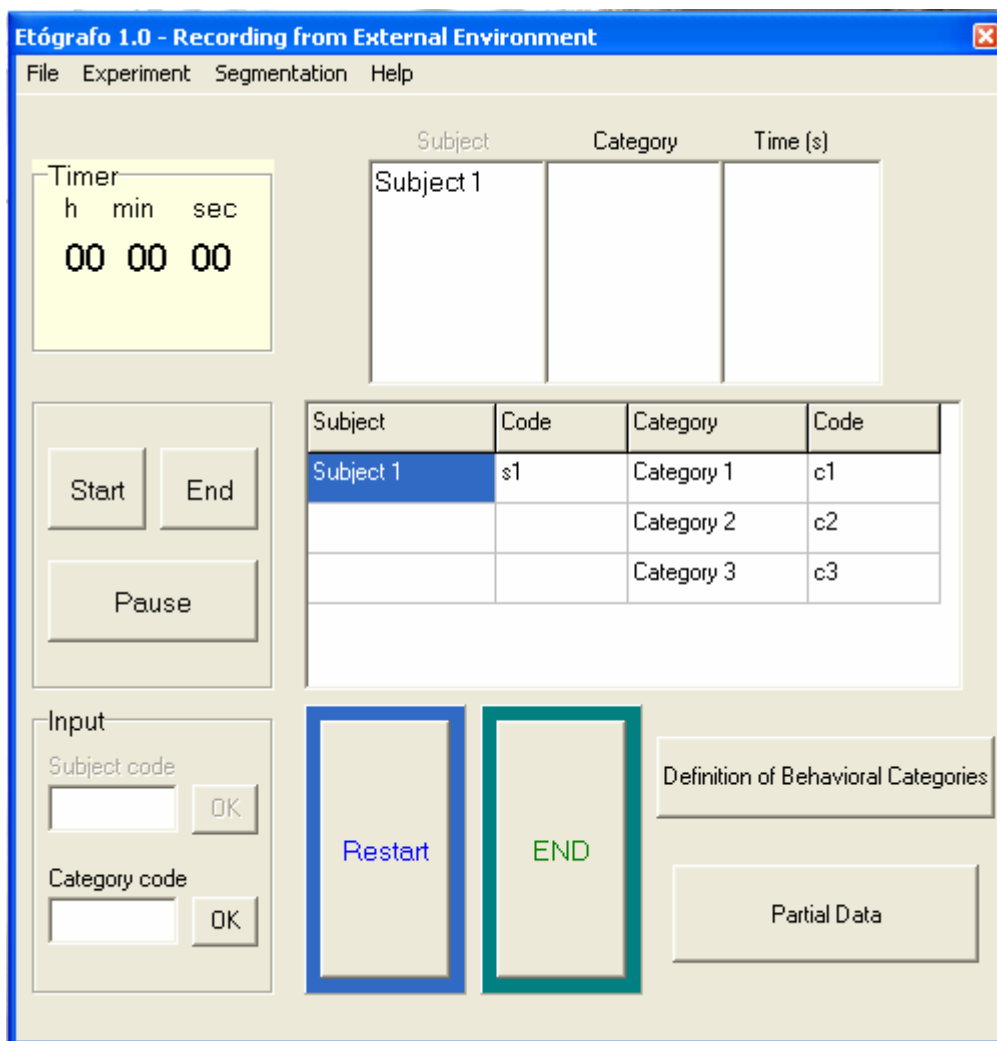 Etógrafo 1.0 - Recording from External Environment
File Experiment Segmentation Help
Subject Category Time (s)
Subject 1
Timer
h min sec
00 00 00
Start End
Pause
Subject Code Category Code
Subject 1 s1 Category 1 c1
Category 2 c2
Category 3 c3
Input
Subject code
OK
Category code
OK
Restart
END
Definition of Behavioral Categories
Partial Data